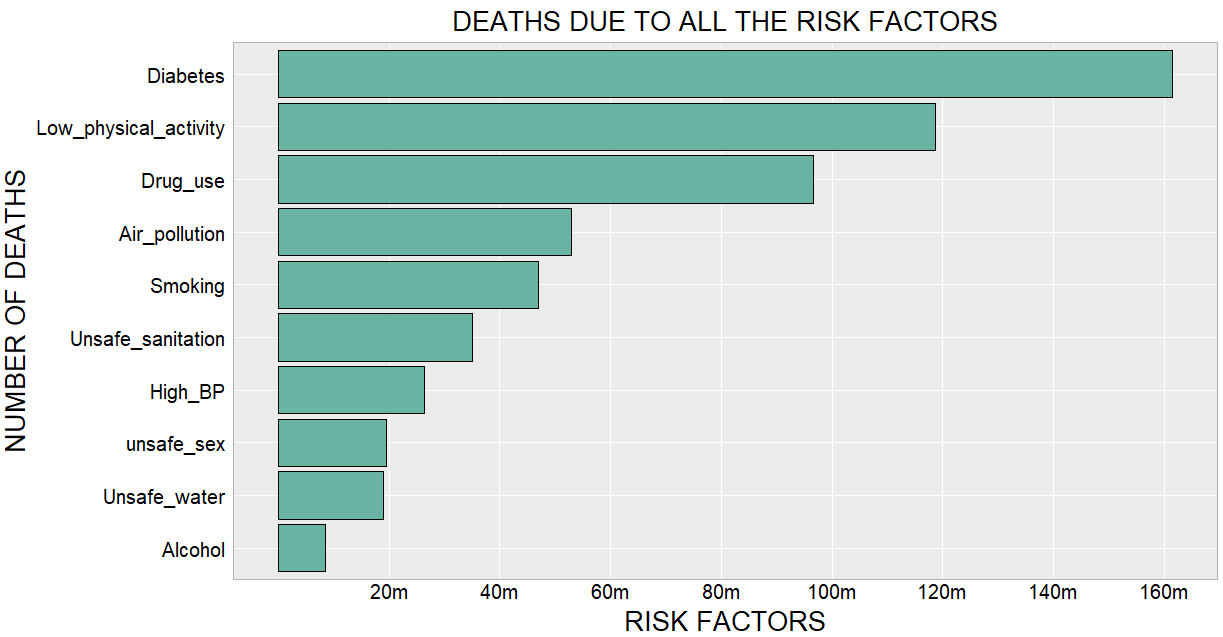 DEATHS DUE TO ALL THE RISK FACTORS
NUMBER OF DEATHS
Diabetes
Low_physical_activity
Drug_use
Air_pollution
Smoking
Unsafe_sanitation
High_BP
unsafe_sex
Unsafe_water
Alcohol
20m 40m 60m 80m 100m 120m 140m 160m
RISK FACTORS